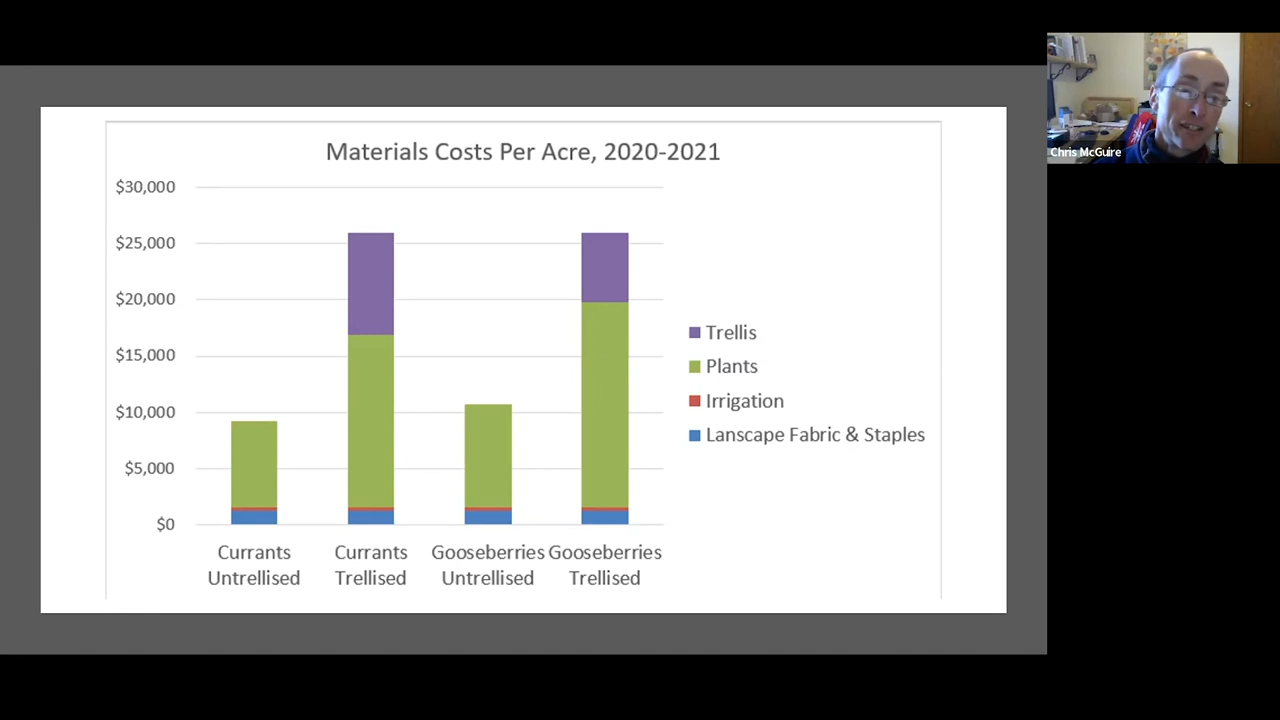 Materials Costs Per Acre, 2020-2021
$30,000
$25,000
$20,000
$15,000
$10,000
$5,000
$0
Currants Untrellised
Currants Trellised
Gooseberries Untrellised
Gooseberries Trellised
Trellis
Plants
Irrigation
Lanscape Fabric & Staples
Chris McGuire